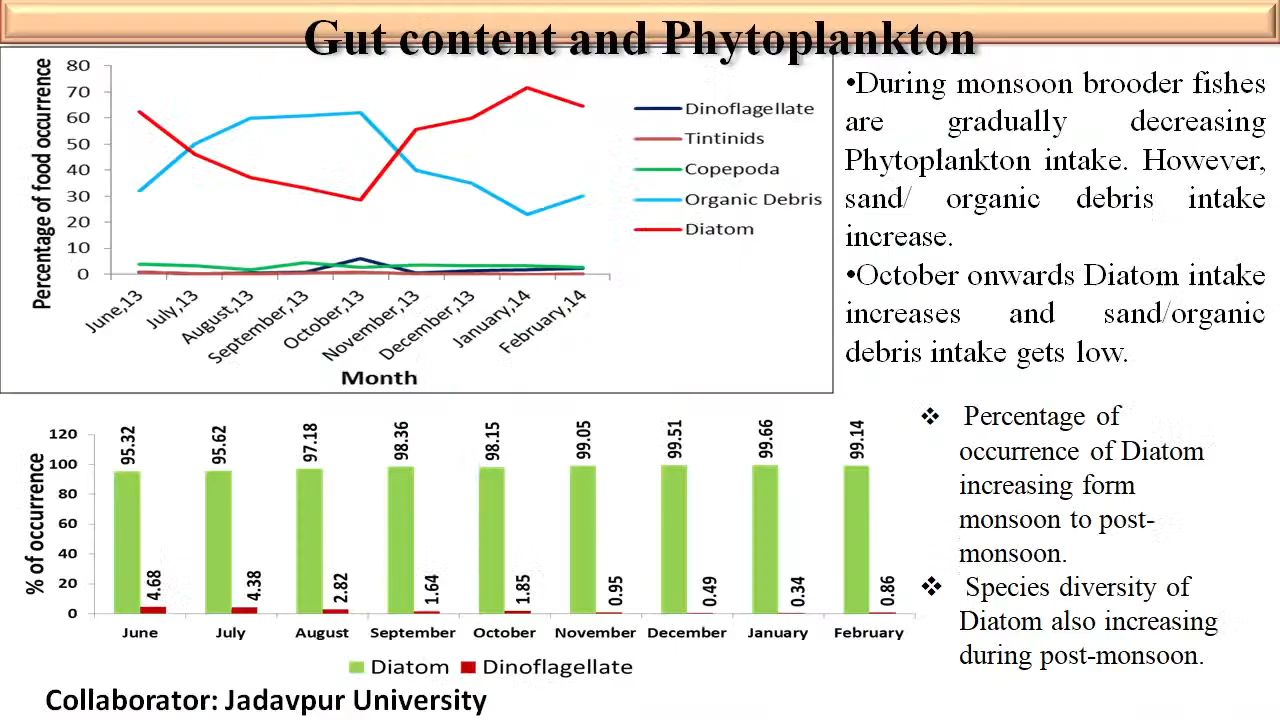 Gut content and Phytoplankton
Percentage of food occurrence
80
70
60
50
40
30
20
10
0
June,13
July,13
August,13
September,13
October,13
November,13
December,13
January,14
February,14
Month
Dinoflagellate
Tintinids
Copepoda
Organic Debris
Diatom
•During monsoon brooder fishes
are gradually decreasing
Phytoplankton intake. However,
sand/ organic debris intake
increase.
•October onwards Diatom intake
increases and sand/organic
debris intake gets low.
% of occurrence
120
100
80
60
40
20
0
95.32
4.68
95.62
4.38
97.18
2.82
98.36
1.64
98.15
1.85
99.05
0.95
99.51
0.49
99.66
0.34
99.14
0.86
June
July
August
September
October
November
December
January
February
Diatom
Dinoflagellate
❖ Percentage of
occurrence of Diatom
increasing form
monsoon to post-
monsoon.
❖ Species diversity of
Diatom also increasing
during post-monsoon.
Collaborator: Jadavpur University